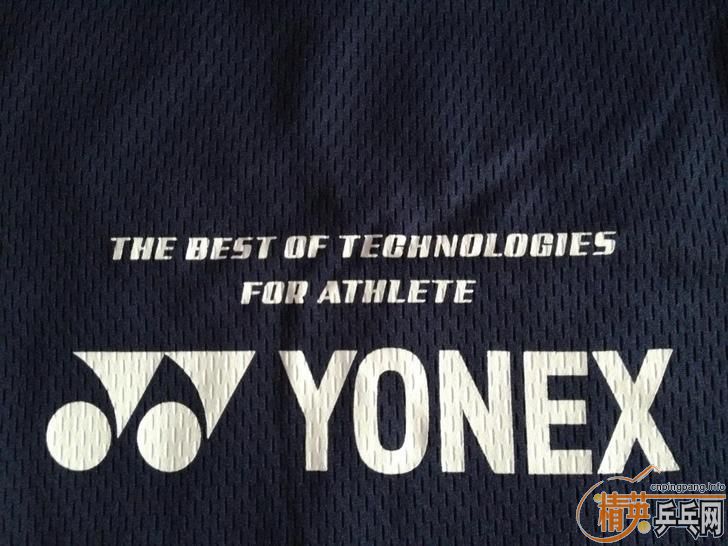 THE BEST OF TECHNOLOGIES
FOR ATHLETE
YONEX
cnpingpang.info
精英乒乓网